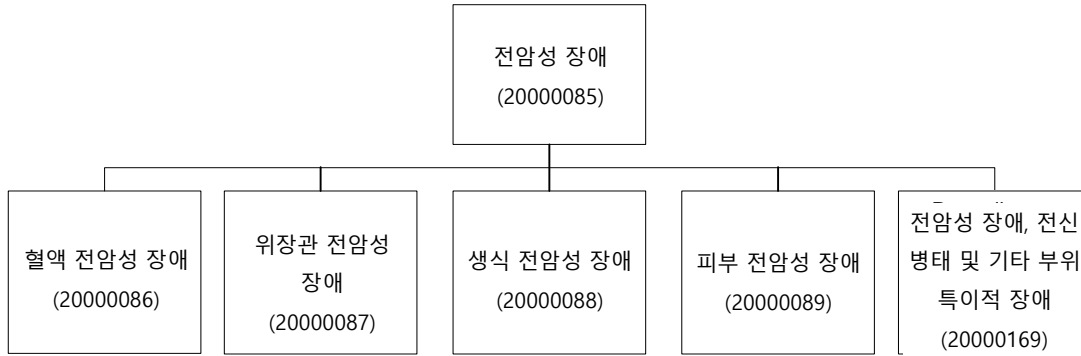 전암성 장애
(20000085)
혈액 전암성 장애
(20000086)
위장관 전암성
장애
(20000087)
생식 전암성 장애
(20000088)
피부 전암성 장애
(20000089)
전암성 장애, 전신
병태 및 기타 부위
특이적 장애
(20000169)